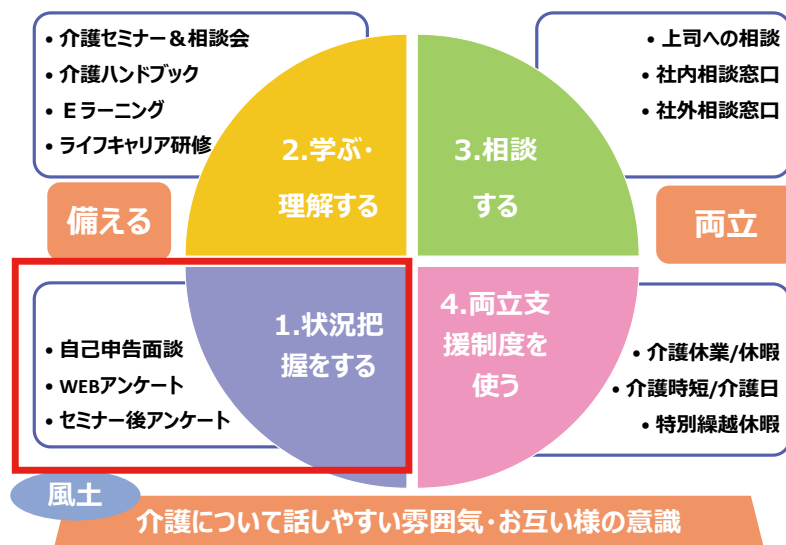 • 介護セミナー＆相談会
• 介護ハンドブック
• Ｅラーニング
• ライフキャリア研修
2.学ぶ・
理解する
3.相談
する
• 上司への相談
• 社内相談窓口
• 社外相談窓口
備える
両立
1.状況把
握をする
• 自己申告面談
• WEBアンケート
• セミナー後アンケート
4.両立支
援制度を
使う
• 介護休業/休暇
• 介護時短/介護日
• 特別繰越休暇
風土
介護について話しやすい雰囲気・お互い様の意識